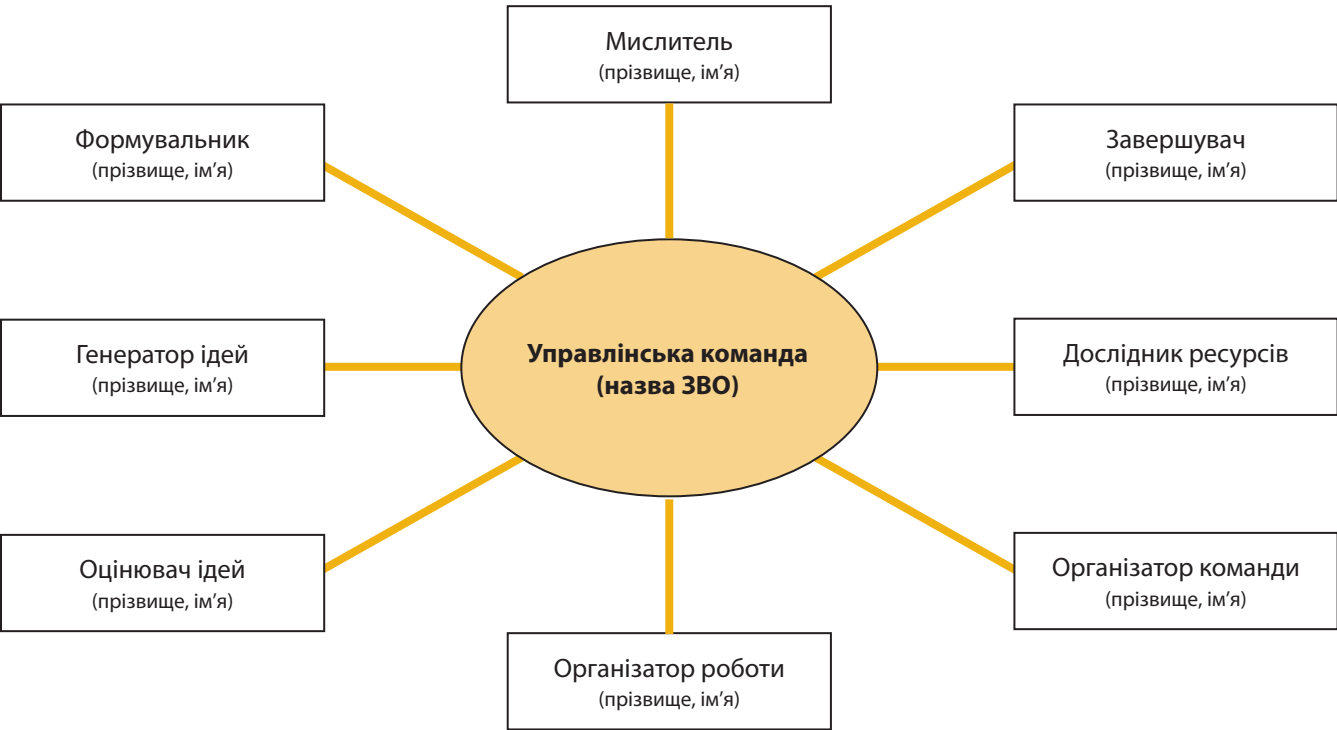 Мислитель
(прізвище, ім’я)
Формувальник
(прізвище, ім’я)
Завершувач
(прізвище, ім’я)
Управлінська команда
(назва ЗВО)
Генератор ідей
(прізвище, ім’я)
Дослідник ресурсів
(прізвище, ім’я)
Оцінювач ідей
(прізвище, ім’я)
Організатор команди
(прізвище, ім’я)
Організатор роботи
(прізвище, ім’я)